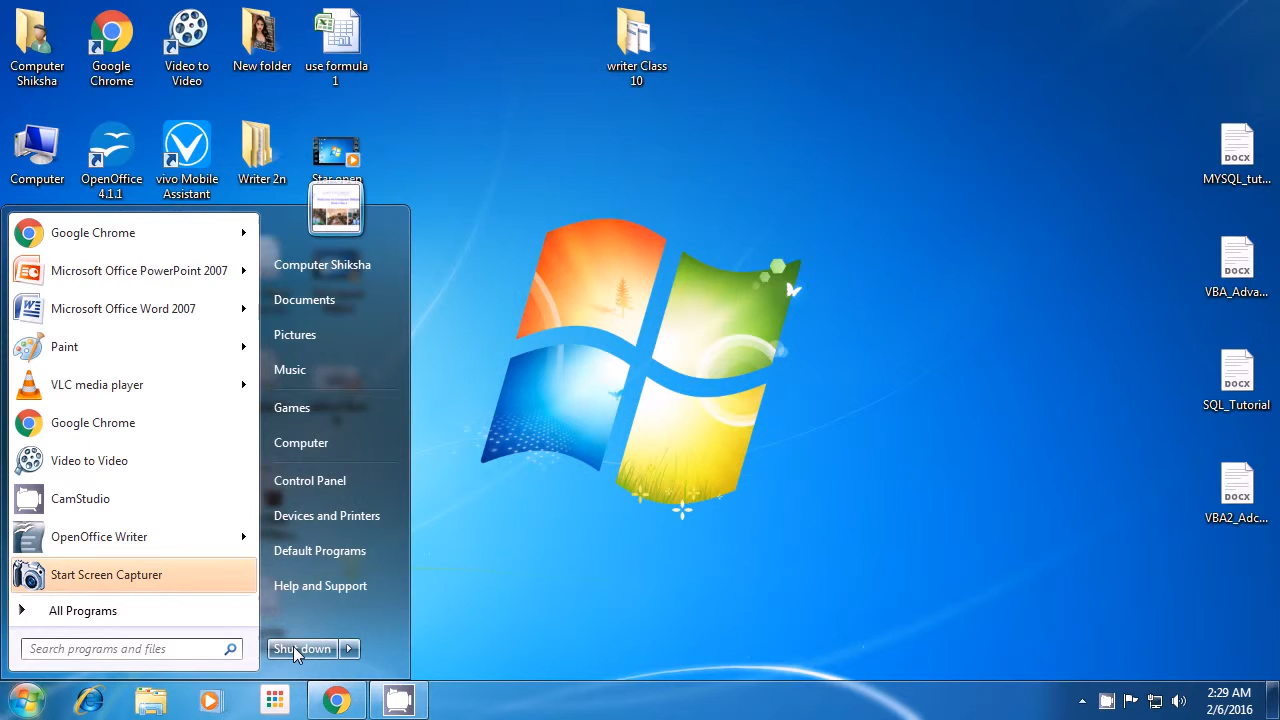 Computer
Shiksha
Google
Chrome
Video to
Video
New folder
use formula
1
writer Class
10
Computer
OpenOffice
4.1.1
vivo Mobile
Assistant
Writer 2n
Star open
DOCX
MYSQL_tut...
DOCX
VBA_Adva...
DOCX
SQL_Tutorial
DOCX
VBA2_Adc...
Google Chrome
Microsoft Office PowerPoint 2007
Microsoft Office Word 2007
Paint
VLC media player
Google Chrome
Video to Video
CamStudio
OpenOffice Writer
Start Screen Capturer
All Programs
Search programs and files
Computer Shiksha
Documents
Pictures
Music
Games
Computer
Control Panel
Devices and Printers
Default Programs
Help and Support
Shut down
2:29 AM
2/6/2016